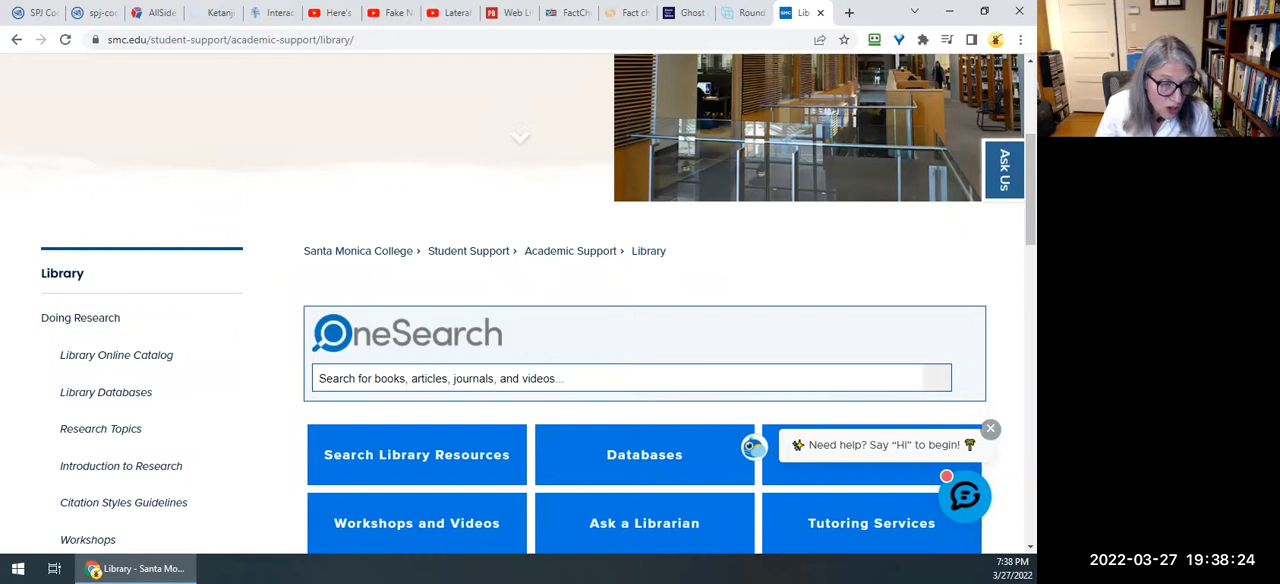 SPJ Co
spj-coc
AllSide
Ketanji
Interac
Here's
Fake N
Lateral
Web Li
FactCh
Fact ch
Ghost
Round
Lib
smc.edu/student-support/academic-support/library/
Ask Us
Santa Monica College › Student Support › Academic Support › Library
Library
Doing Research
Library Online Catalog
Library Databases
Research Topics
Introduction to Research
Citation Styles Guidelines
Workshops
OneSearch
Search for books, articles, journals, and videos...
Search Library Resources
Databases
Need help? Say “Hi” to begin!
Workshops and Videos
Ask a Librarian
Tutoring Services
Library - Santa Mo...
7:38 PM
3/27/2022
2022-03-27 19:38:24